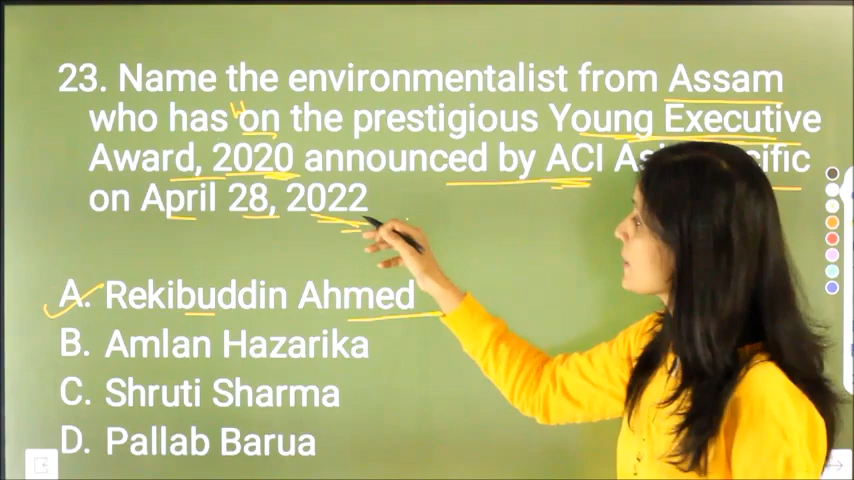 23. Name the environmentalist from Assam
who has on the prestigious Young Executive
Award, 2020 announced by ACI
on April 28, 2022
A. Rekibuddin Ahmed
B. Amlan Hazarika
C. Shruti Sharma
D. Pallab Barua